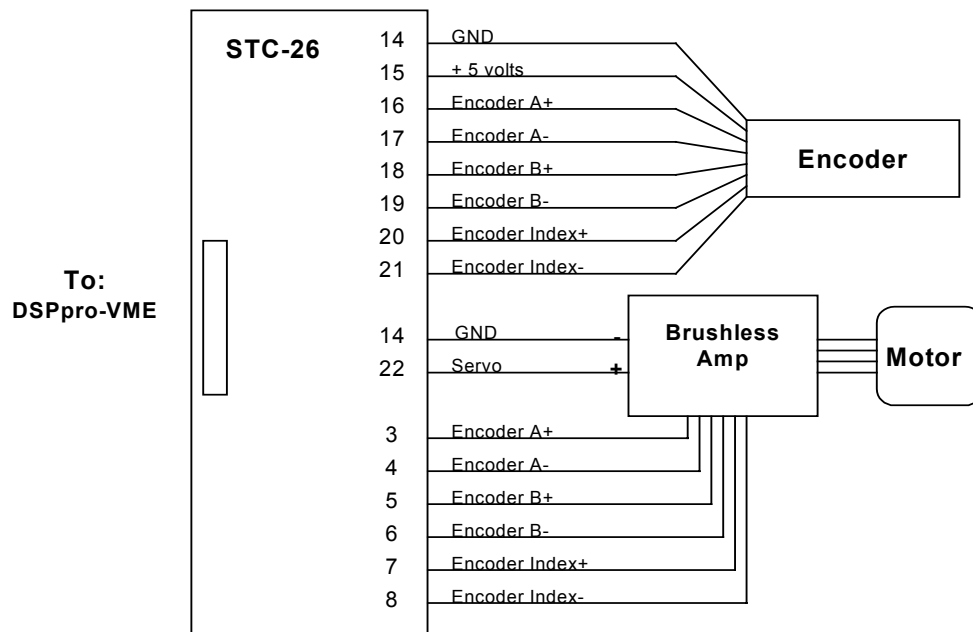 STC-26
14 GND
15 + 5 volts
16 Encoder A+
17 Encoder A-
18 Encoder B+
19 Encoder B-
20 Encoder Index+
21 Encoder Index-
Encoder
To:
DSPpro-VME
14 GND -
22 Servo +
Brushless
Amp
Motor
3 Encoder A+
4 Encoder A-
5 Encoder B+
6 Encoder B-
7 Encoder Index+
8 Encoder Index-